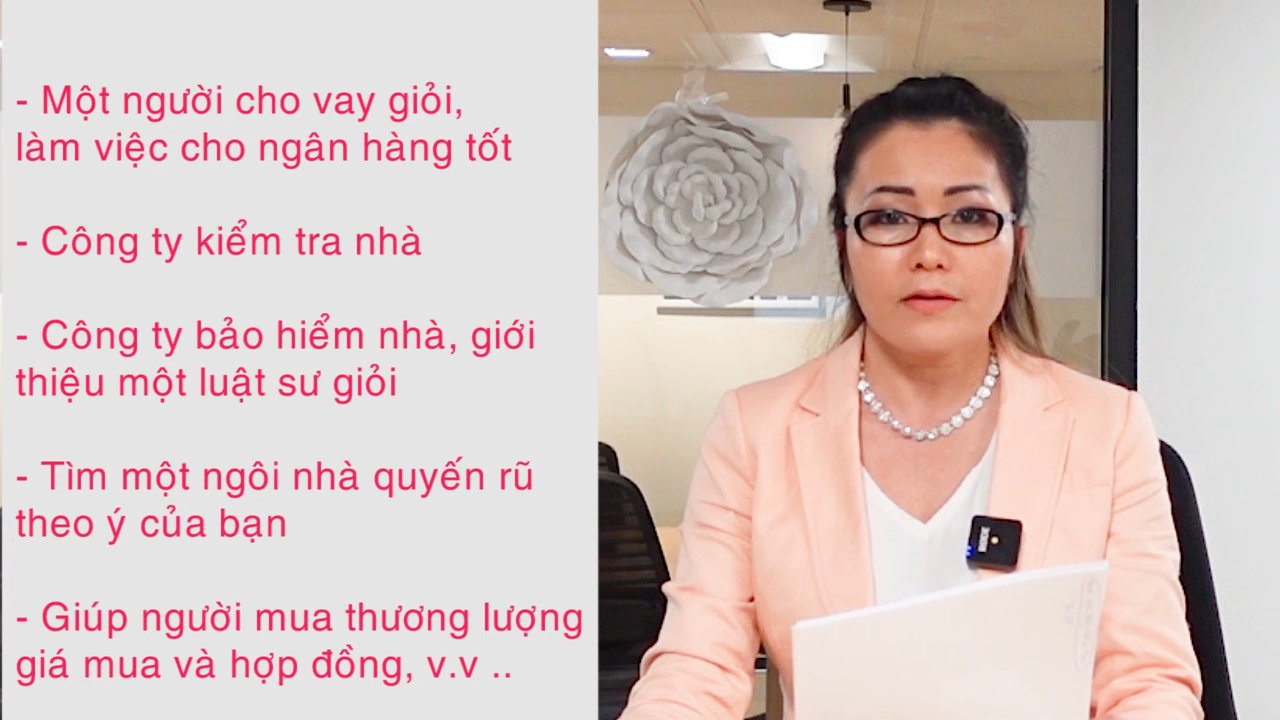 - Một người cho vay giỏi,
làm việc cho ngân hàng tốt
- Công ty kiểm tra nhà
- Công ty bảo hiểm nhà, giới
thiệu một luật sư giỏi
- Tìm một ngôi nhà quyến rũ
theo ý của bạn
- Giúp người mua thương lượng
giá mua và hợp đồng, v.v ..
RODE